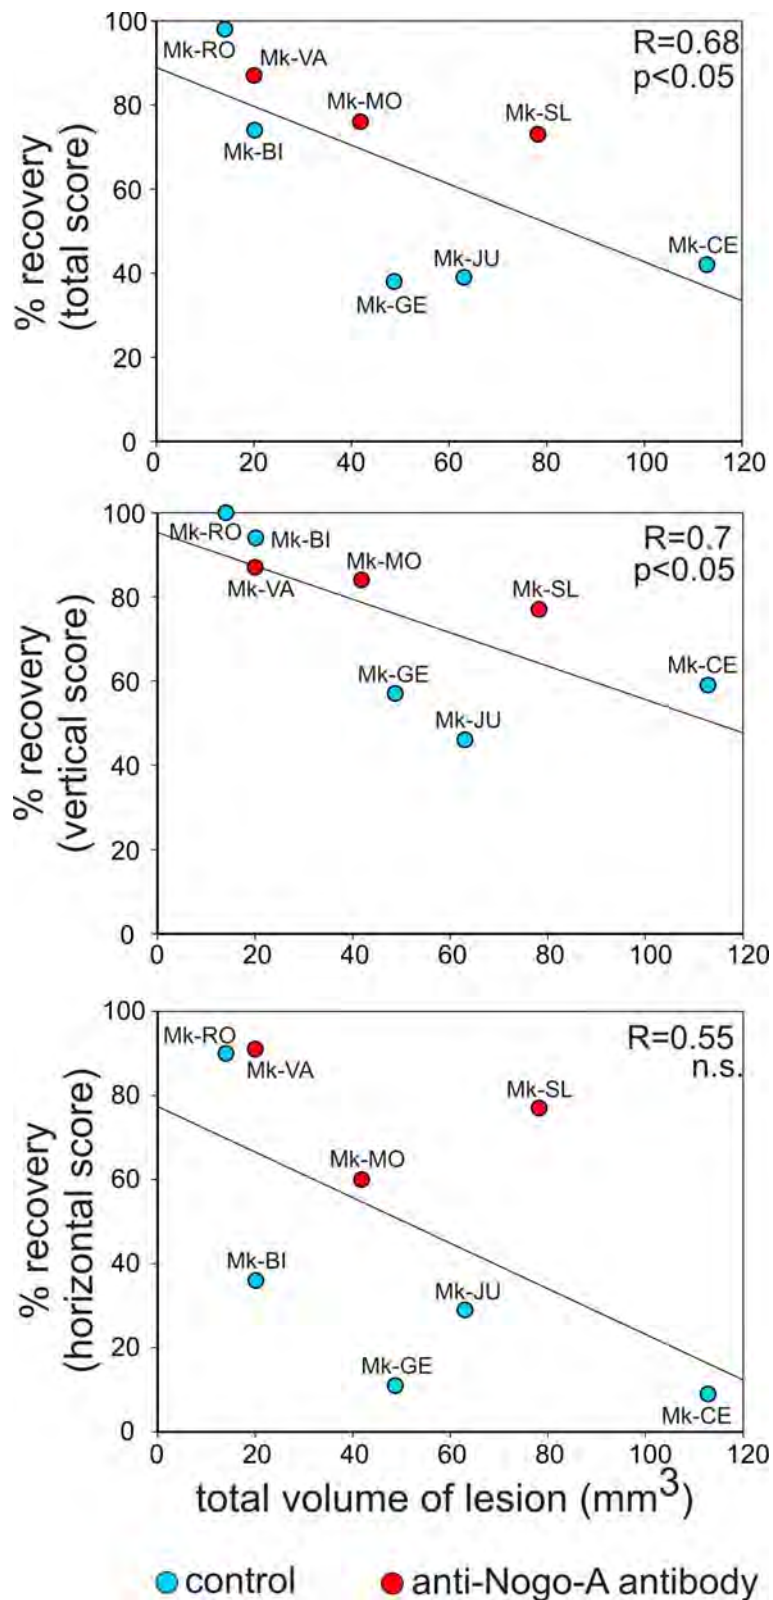 100
80
60
40
20
0
% recovery
(total score)
R=0.68
p<0.05
Mk-RO
Mk-VA
Mk-MO
Mk-SL
Mk-BI
Mk-CE
Mk-JU
Mk-GE
0 20 40 60 80 100 120
100
80
60
40
20
0
% recovery
(vertical score)
R=0.7
p<0.05
Mk-RO
Mk-BI
Mk-MO
Mk-VA
Mk-SL
Mk-GE
Mk-CE
Mk-JU
0 20 40 60 80 100 120
100
80
60
40
20
0
% recovery
(horizontal score)
R=0.55
n.s.
Mk-RO
Mk-VA
Mk-SL
Mk-MO
Mk-BI
Mk-JU
Mk-GE
Mk-CE
0 20 40 60 80 100 120
total volume of lesion (mm³)
control
anti-Nogo-A antibody